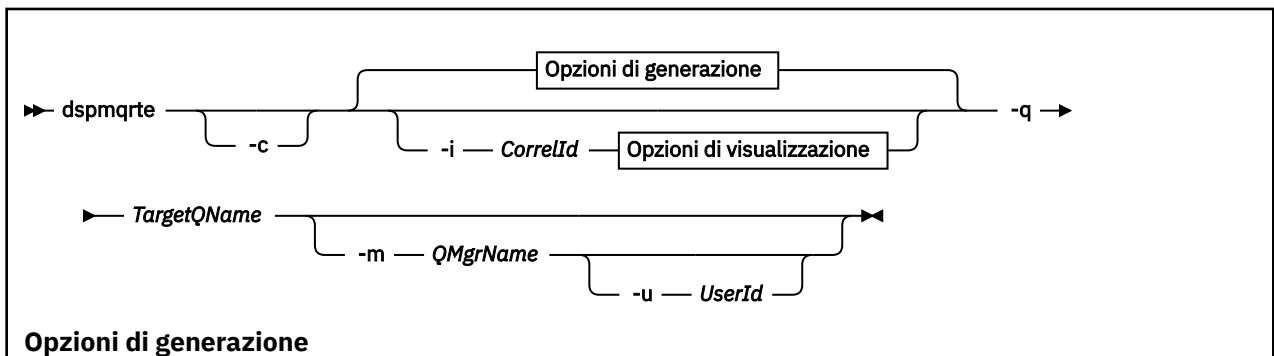 Opzioni di generazione
dspmqrte -q
-c -i CorrelId Opzioni di visualizzazione
TargetQName
-m QMgrName
-u UserId
Opzioni di generazione